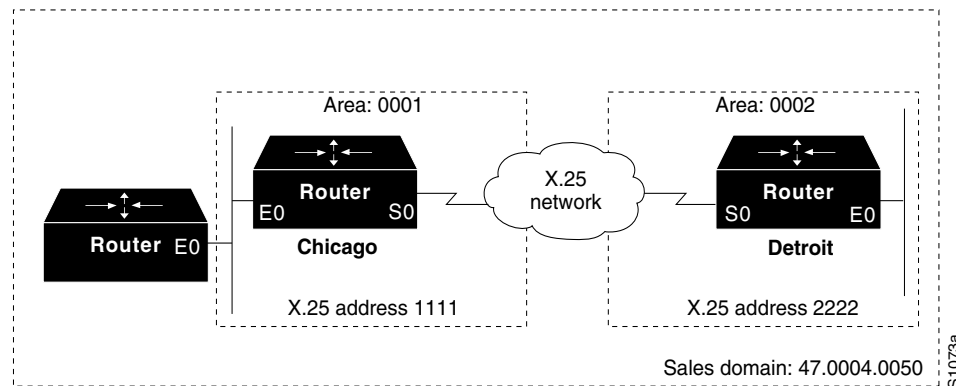 Area: 0001
Area: 0002
Router
E0
S0
Chicago
Router E0
X.25
network
Router
S0
E0
Detroit
X.25 address 1111
X.25 address 2222
Sales domain: 47.0004.0050
S1073a